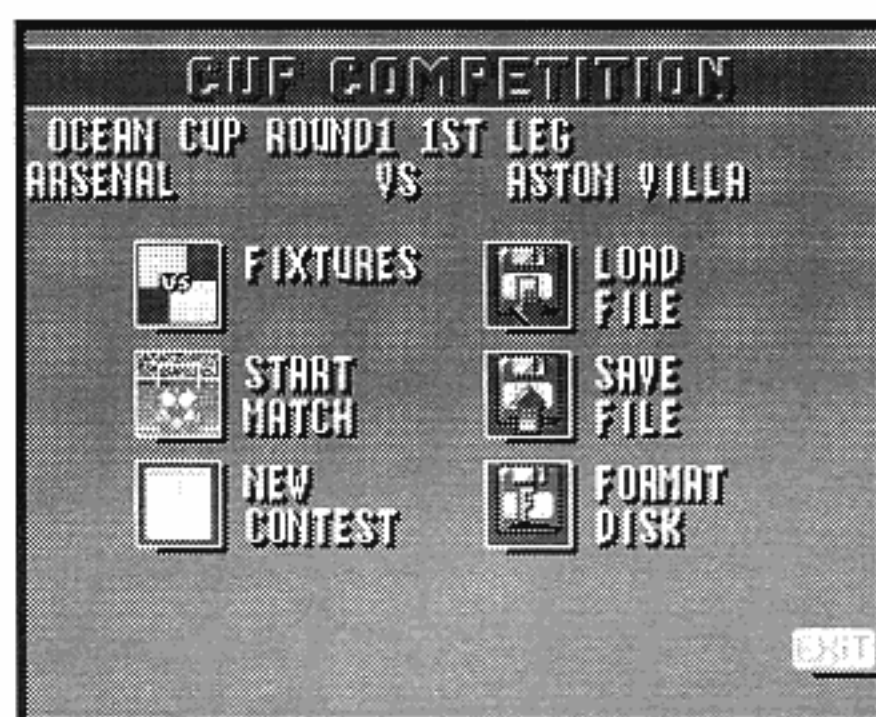 CUP COMPETITION
OCEAN CUP ROUND1 1ST LEG
ARSENAL VS ASTON VILLA
VS
FIXTURES
LOAD
FILE
START
MATCH
SAVE
FILE
NEW
CONTEST
F
FORMAT
DISK
EXIT